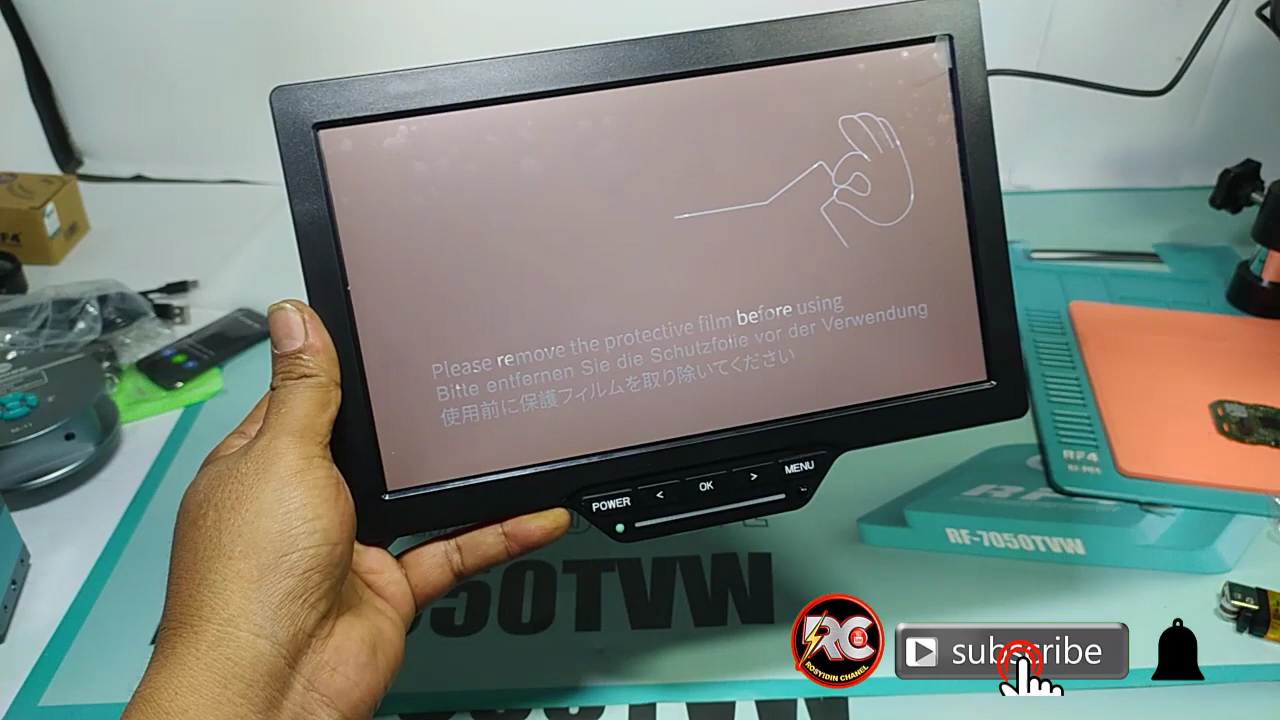 Please remove the protective film before using
Bitte entfernen Sie die Schutzfolie vor der Verwendung
使用前に保護フィルムを取り除いてください
POWER < OK > MENU
RF4
RF-7050TVW
50TVW
RC
ROSYIDIN CHANEL
subscribe